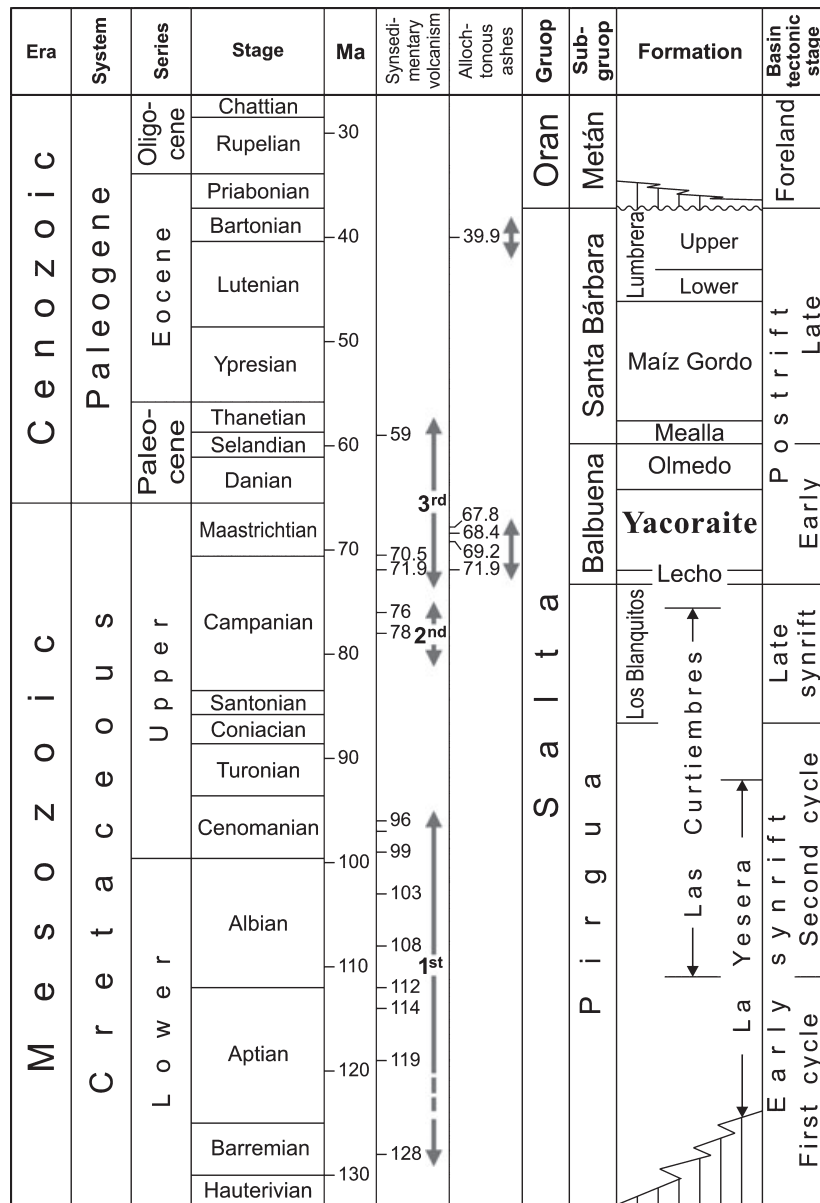 Era
System
Series
Stage
Ma
Synsedi-
mentary
volcanism
Alloch-
tonous
ashes
Gruop
Sub-
gruop
Formation
Basin
tectonic
stage
Cenozoic
Mesozoic
Paleogene
Cretaceous
Oligo-
cene
Eocene
Paleo-
cene
Upper
Lower
Chattian
Rupelian
Priabonian
Bartonian
Lutenian
Ypresian
Thanetian
Selandian
Danian
Maastrichtian
Campanian
Santonian
Coniacian
Turonian
Cenomanian
Albian
Aptian
Barremian
Hauterivian
30
40
50
60
70
80
90
100
110
120
130
59
70.5
71.9
76
78
96
99
103
108
112
114
119
128
3rd
2nd
1st
39.9
67.8
68.4
69.2
71.9
Oran
Salta
Metán
Santa Bárbara
Balbuena
Pirgua
Lumbrera
Upper
Lower
Maíz Gordo
Mealla
Olmedo
Yacoraite
Lecho
Los Blanquitos
Las Curtiembres
La Yesera
Foreland
Postrift
Late
Early
Late
synrift
Early synrift
Second cycle
First cycle